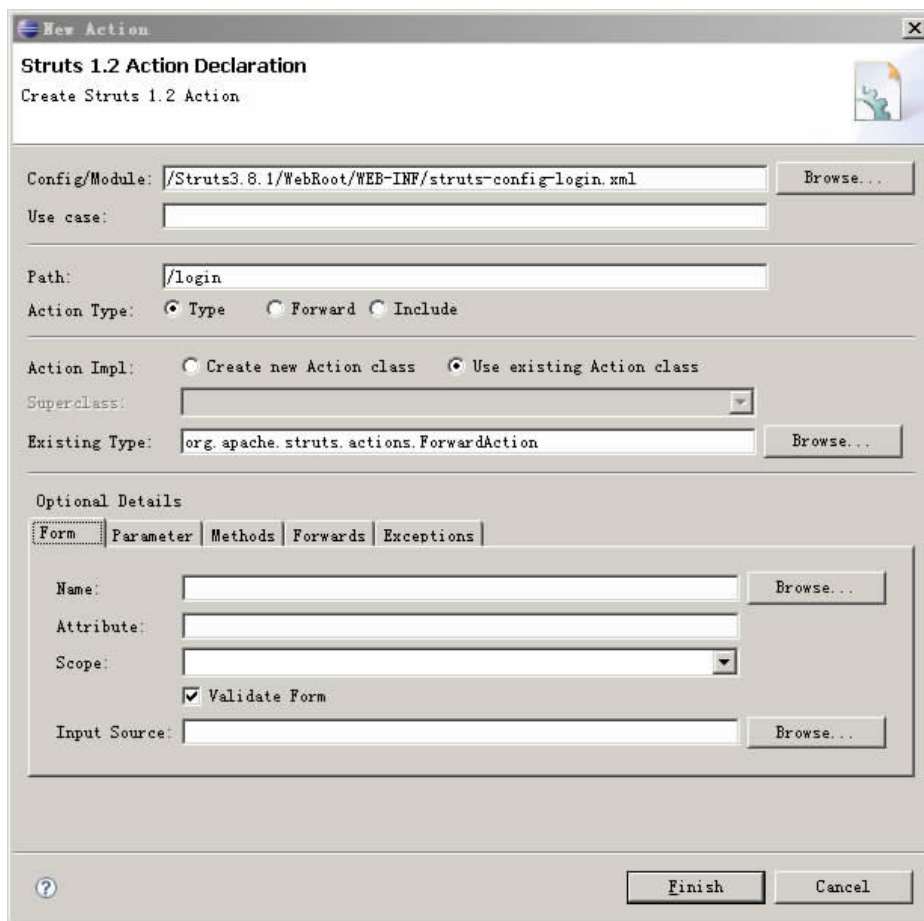 New Action
Struts 1.2 Action Declaration
Create Struts 1.2 Action
Config/Module: /Struts3.8.1/WebRoot/WEB-INF/struts-config-login.xml Browse...
Use case:
Path: /login
Action Type: Type Forward Include
Action Impl: Create new Action class Use existing Action class
Superclass:
Existing Type: org.apache.struts.actions.ForwardAction Browse...
Optional Details
Form Parameter Methods Forwards Exceptions
Name: Browse...
Attribute:
Scope:
Validate Form
Input Source: Browse...
? Finish Cancel